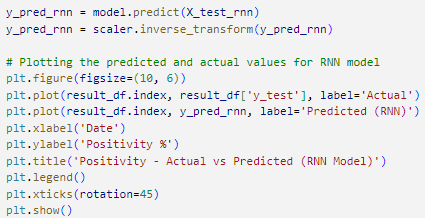 y_pred_rnn = model.predict(X_test_rnn)
y_pred_rnn = scaler.inverse_transform(y_pred_rnn)

# Plotting the predicted and actual values for RNN model
plt.figure(figsize=(10, 6))
plt.plot(result_df.index, result_df['y_test'], label='Actual')
plt.plot(result_df.index, y_pred_rnn, label='Predicted (RNN)')
plt.xlabel('Date')
plt.ylabel('Positivity %')
plt.title('Positivity - Actual vs Predicted (RNN Model)')
plt.legend()
plt.xticks(rotation=45)
plt.show()